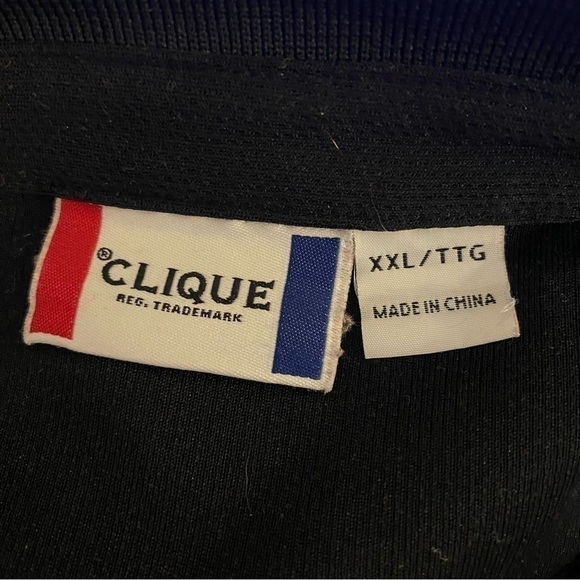 ®CLIQUE
REG. TRADEMARK
XXL/TTG
MADE IN CHINA